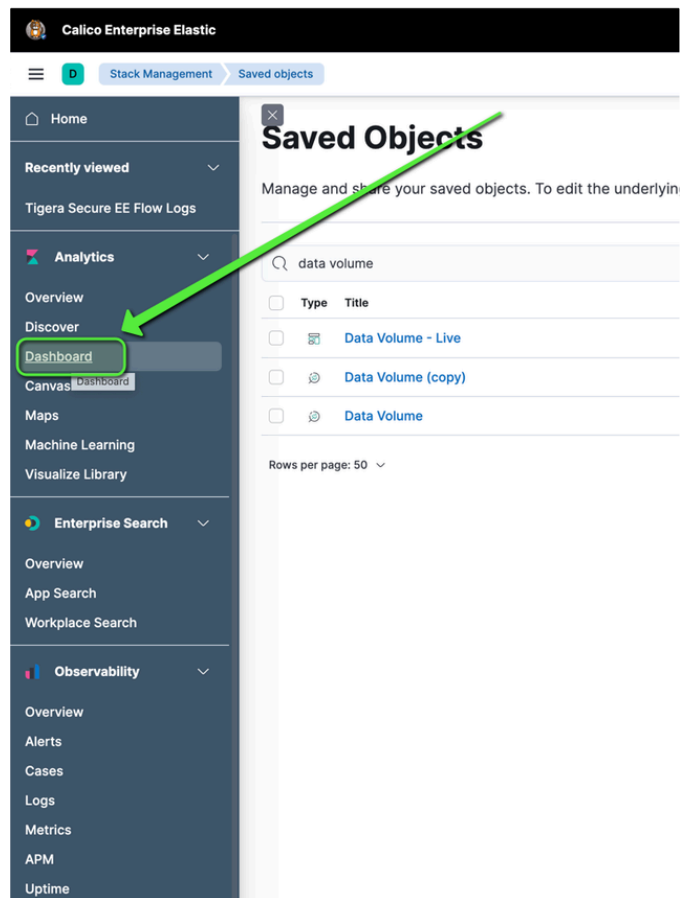 Calico Enterprise Elastic
D Stack Management Saved objects
Home
Recently viewed
Tigera Secure EE Flow Logs
Analytics
Overview
Discover
Dashboard
Dashboard
Canvas
Maps
Machine Learning
Visualize Library
Enterprise Search
Overview
App Search
Workplace Search
Observability
Overview
Alerts
Cases
Logs
Metrics
APM
Uptime
Saved Objects
Manage and share your saved objects. To edit the underlying
data volume
Type Title
Data Volume - Live
Data Volume (copy)
Data Volume
Rows per page: 50